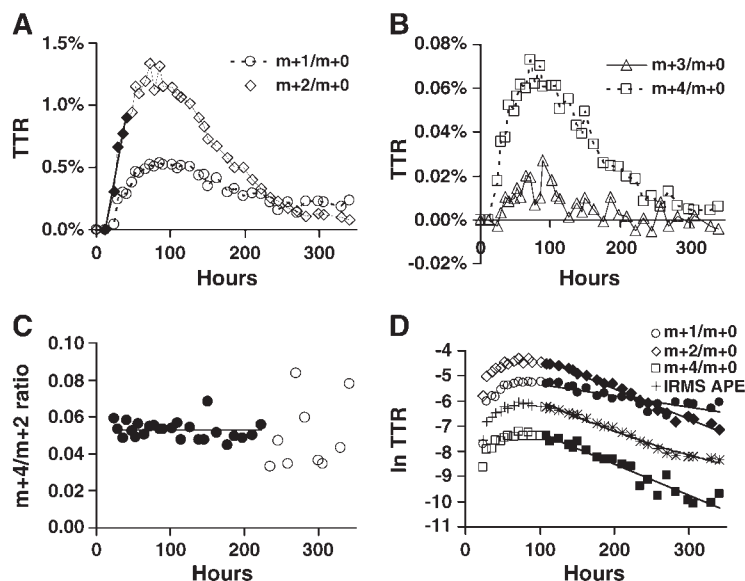 A
1.5%
1.0%
0.5%
0.0%
TTR
0
100
200
300
Hours
m+1/m+0
m+2/m+0
B
0.08%
0.06%
0.04%
0.02%
0.00%
-0.02%
TTR
0
100
200
300
Hours
m+3/m+0
m+4/m+0
C
0.10
0.08
0.06
0.04
0.02
0.00
m+4/m+2 ratio
0
100
200
300
Hours
D
-4
-5
-6
-7
-8
-9
-10
-11
ln TTR
0
100
200
300
Hours
m+1/m+0
m+2/m+0
m+4/m+0
IRMS APE